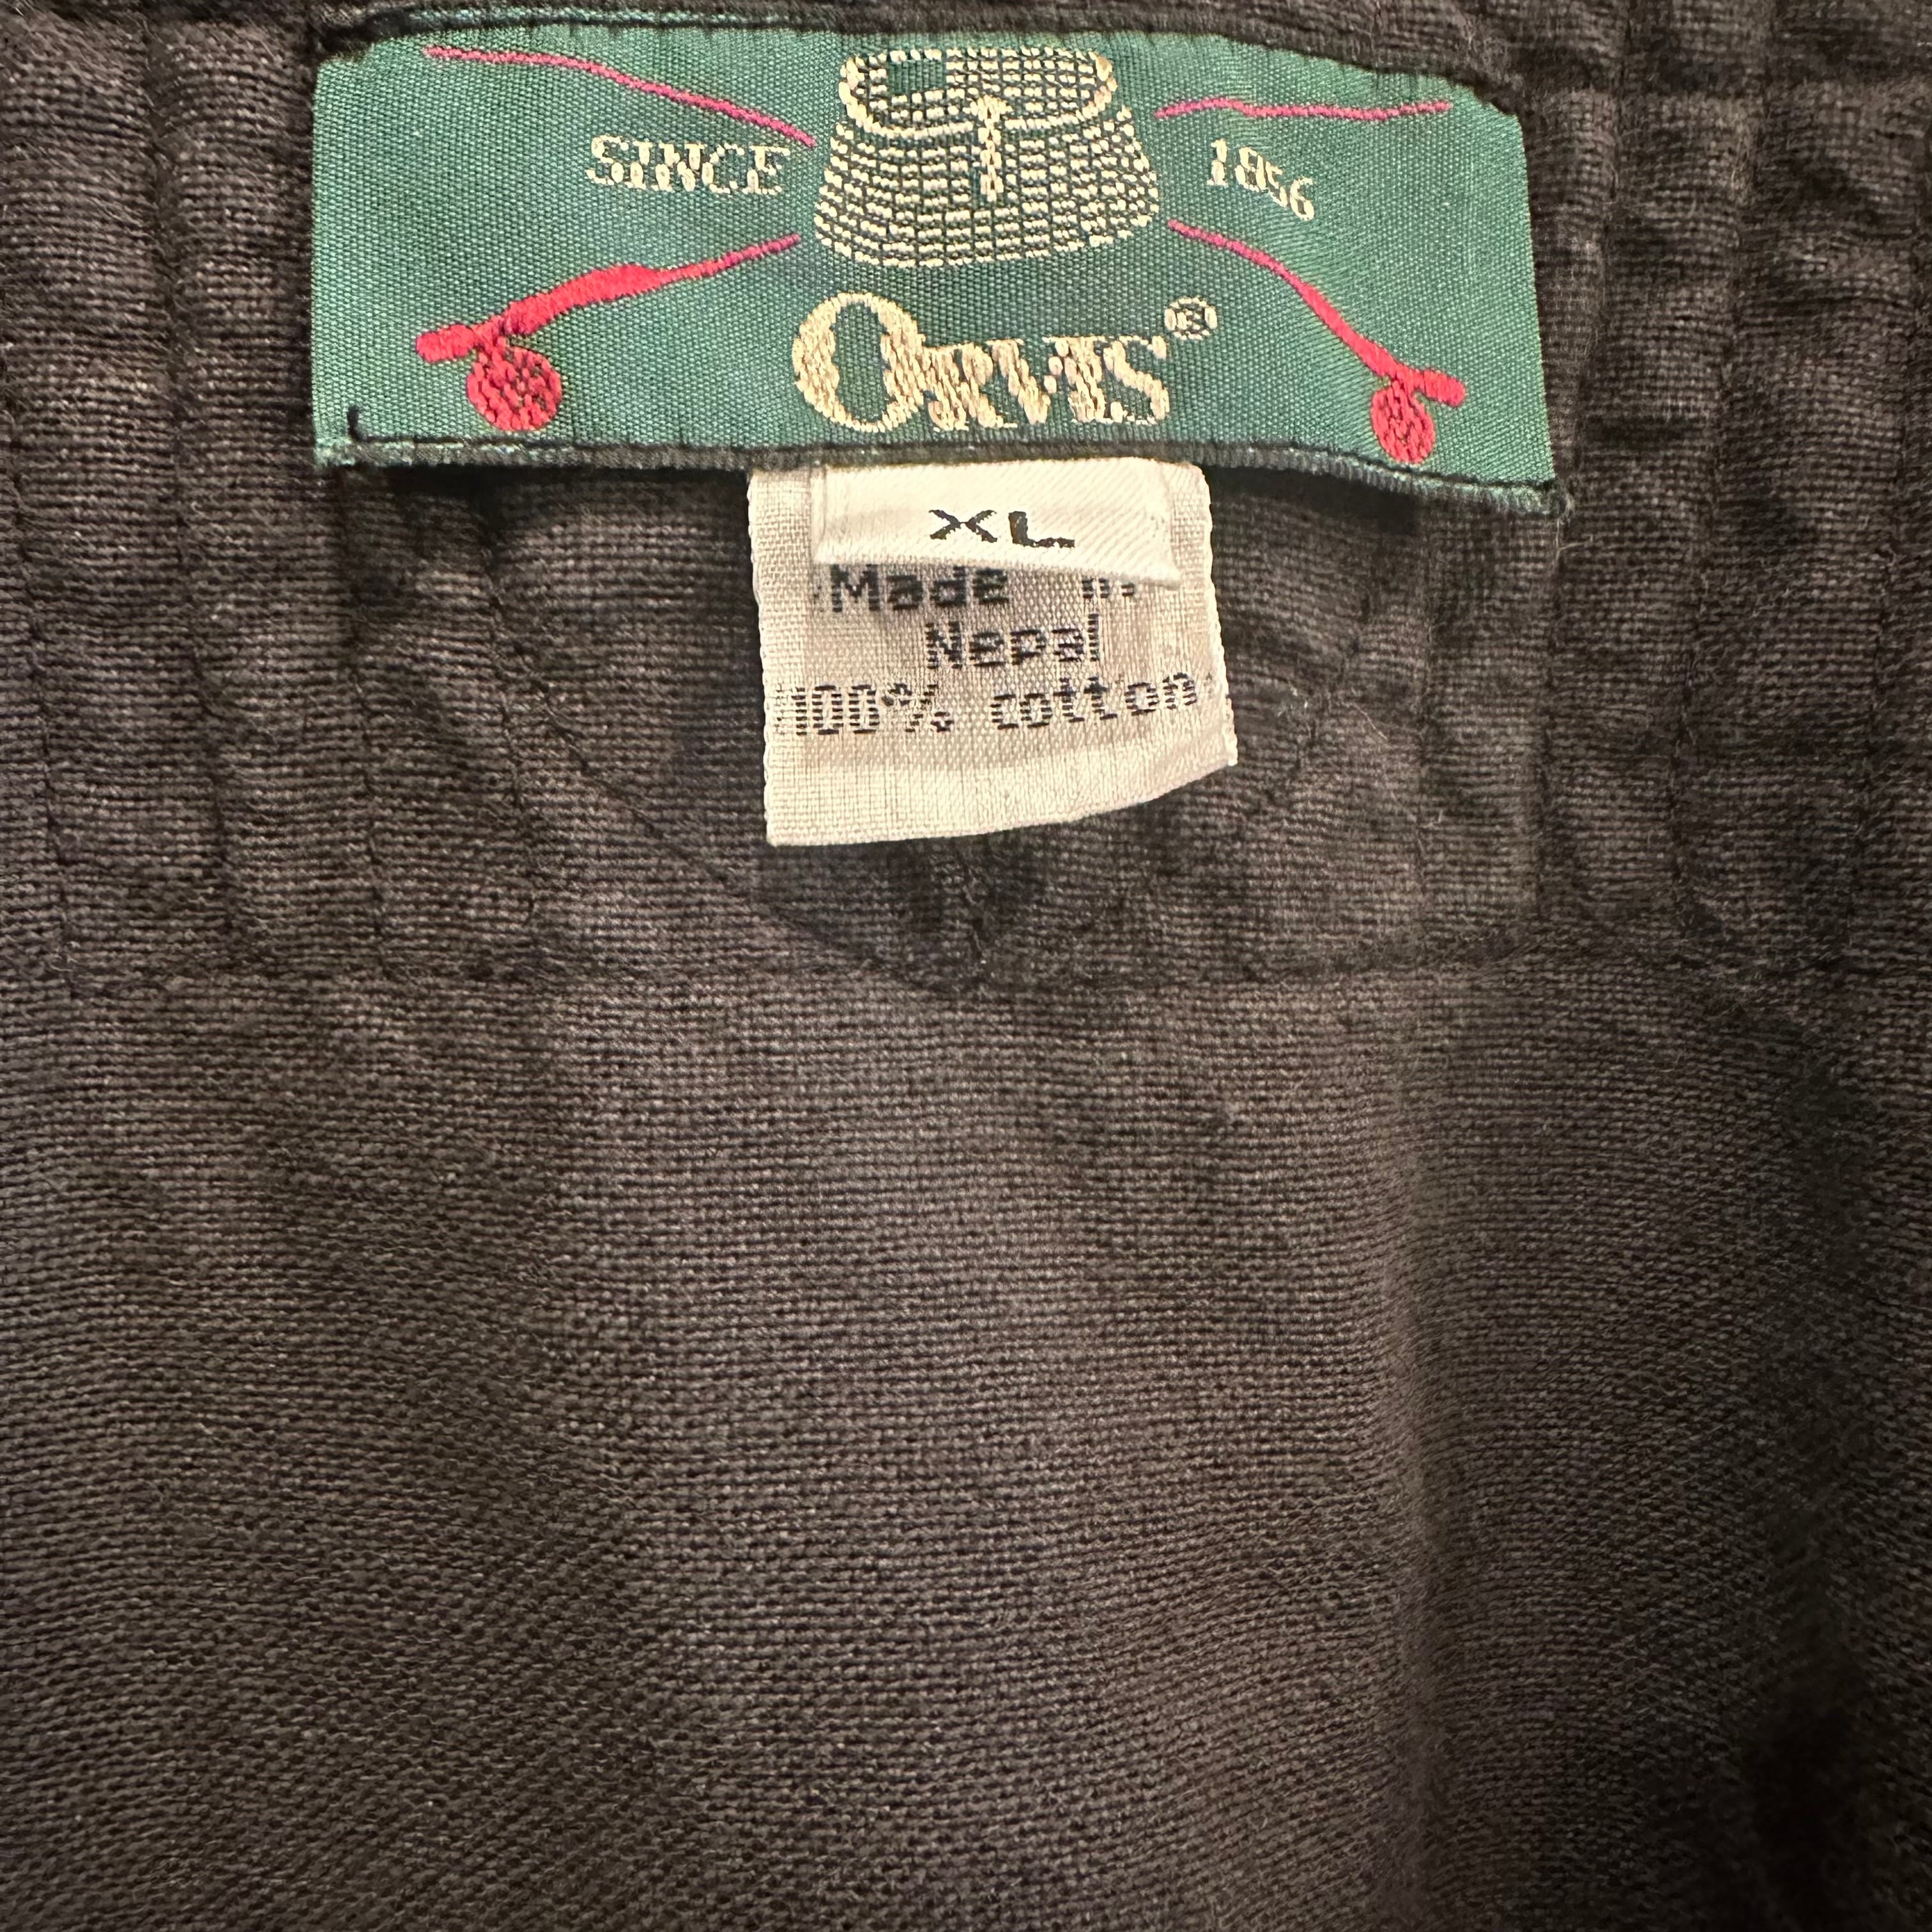 SINCE 1856
ORVIS®
XL
Made in
Nepal
100% cotton